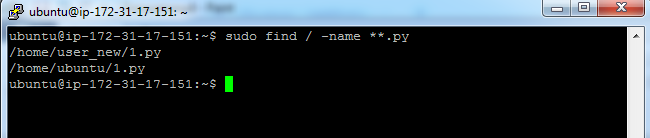 ubuntu@ip-172-31-17-151: ~
ubuntu@ip-172-31-17-151:~$ sudo find / -name **.py
/home/user_new/1.py
/home/ubuntu/1.py
ubuntu@ip-172-31-17-151:~$